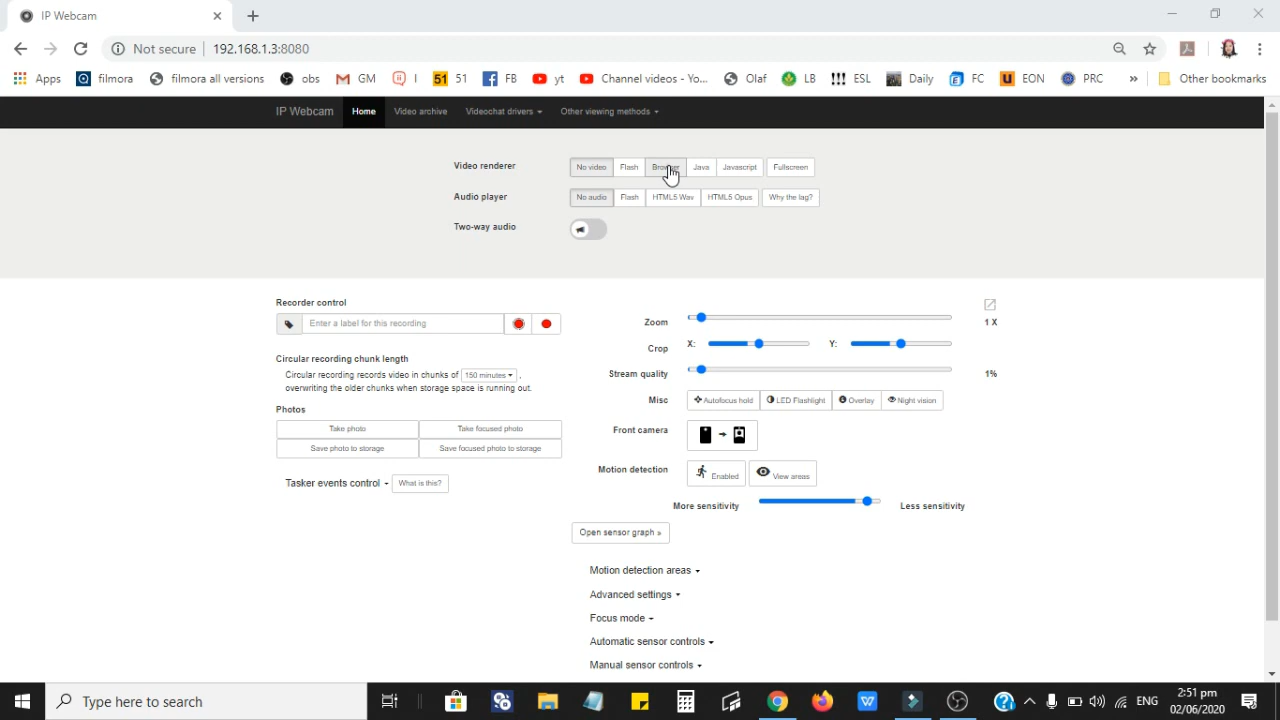 IP Webcam
Not secure 192.168.1.3:8080
Apps filmora filmora all versions obs GM I 51 51 FB yt Channel videos - Yo... Olaf LB ESL Daily FC EON PRC » Other bookmarks
IP Webcam Home Video archive Videochat drivers Other viewing methods
Video renderer No video Flash Browser Java Javascript Fullscreen
Audio player No audio Flash HTML5 Wav HTML5 Opus Why the lag?
Two-way audio
Recorder control
Enter a label for this recording
Zoom 1 X
Crop X: Y:
Circular recording chunk length
Circular recording records video in chunks of 150 minutes ,
overwriting the older chunks when storage space is running out.
Stream quality 1%
Misc Autofocus hold LED Flashlight Overlay Night vision
Photos
Take photo Take focused photo
Save photo to storage Save focused photo to storage
Front camera
Motion detection Enabled View areas
Tasker events control What is this?
More sensitivity Less sensitivity
Open sensor graph »
Motion detection areas
Advanced settings
Focus mode
Automatic sensor controls
Manual sensor controls
Type here to search
ENG
2:51 pm
02/06/2020